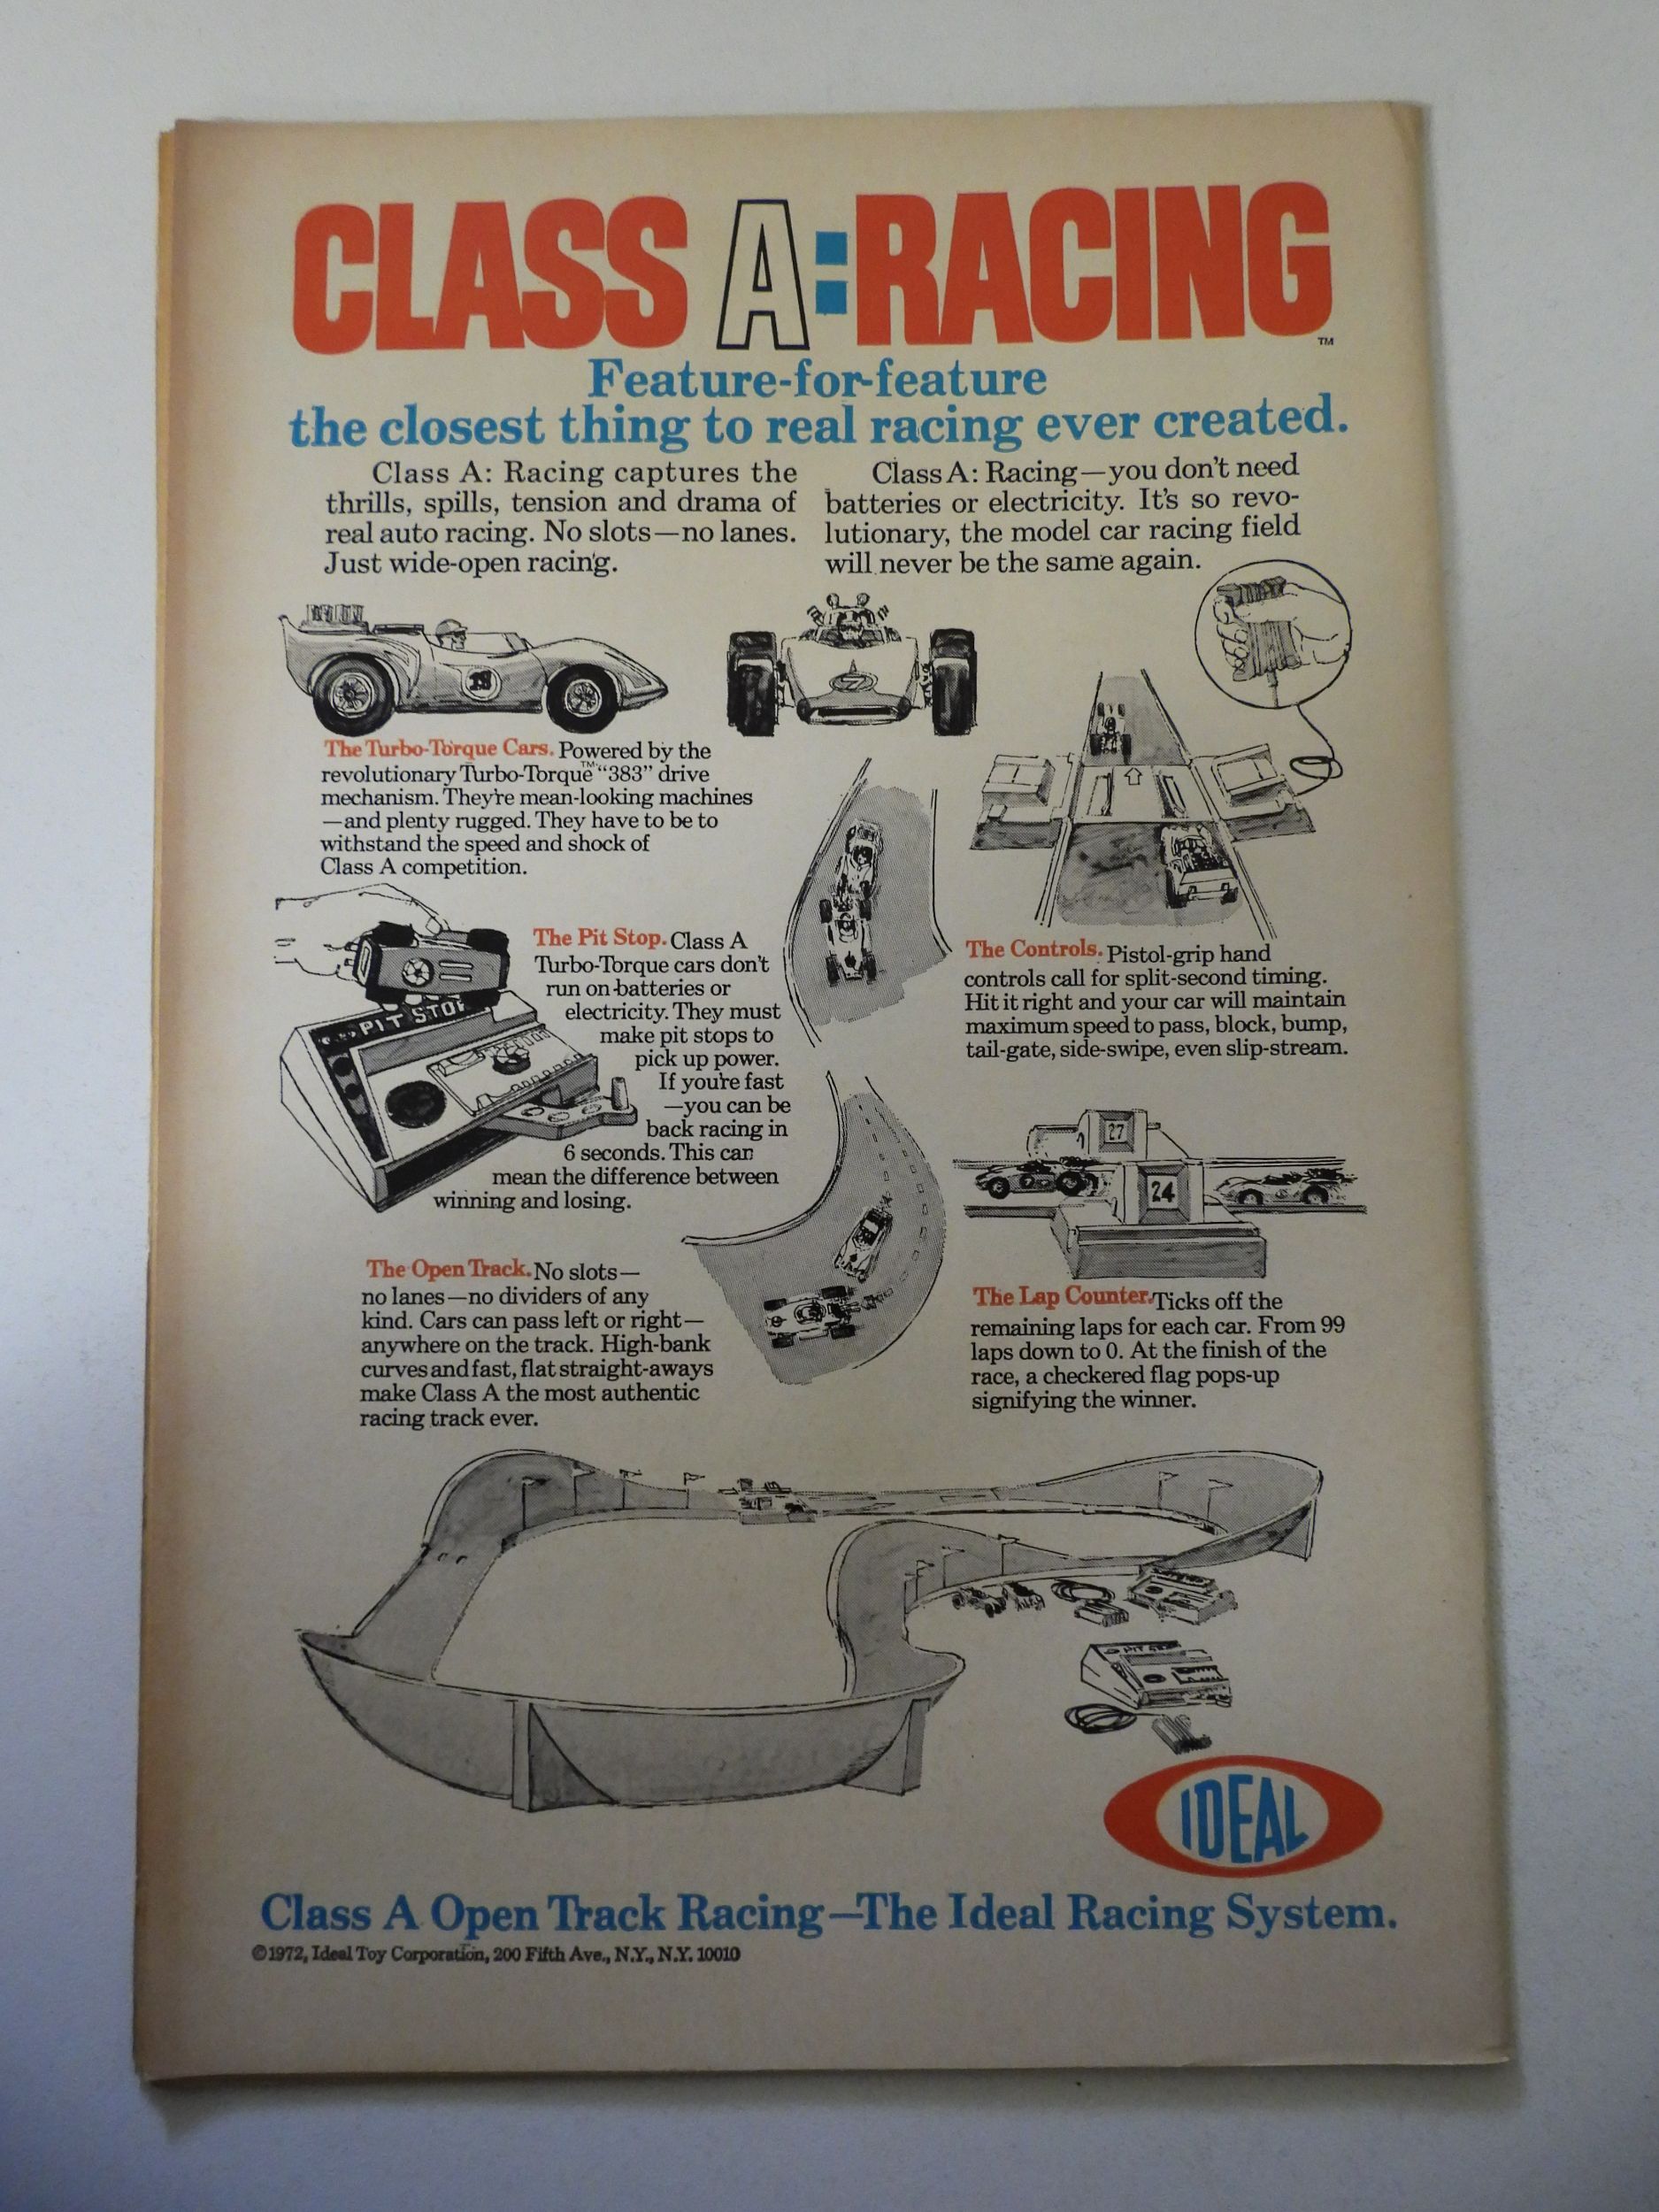 CLASS A:RACING
™
Feature-for-feature
the closest thing to real racing ever created.
Class A: Racing captures the
thrills, spills, tension and drama of
real auto racing. No slots—no lanes.
Just wide-open racing.
Class A: Racing—you don't need
batteries or electricity. It's so revo-
lutionary, the model car racing field
will never be the same again.
The Turbo-Torque Cars. Powered by the
revolutionary Turbo-Torque™ "383" drive
mechanism. They're mean-looking machines
—and plenty rugged. They have to be to
withstand the speed and shock of
Class A competition.
7
PIT STOP
The Pit Stop. Class A
Turbo-Torque cars don't
run on batteries or
electricity. They must
make pit stops to
pick up power.
If you're fast
—you can be
back racing in
6 seconds. This can
mean the difference between
winning and losing.
The Controls. Pistol-grip hand
controls call for split-second timing.
Hit it right and your car will maintain
maximum speed to pass, block, bump,
tail-gate, side-swipe, even slip-stream.
27
24
The Open Track. No slots—
no lanes—no dividers of any
kind. Cars can pass left or right—
anywhere on the track. High-bank
curves and fast, flat straight-aways
make Class A the most authentic
racing track ever.
The Lap Counter. Ticks off the
remaining laps for each car. From 99
laps down to 0. At the finish of the
race, a checkered flag pops-up
signifying the winner.
IDEAL
Class A Open Track Racing—The Ideal Racing System.
©1972, Ideal Toy Corporation, 200 Fifth Ave., N.Y., N.Y. 10010